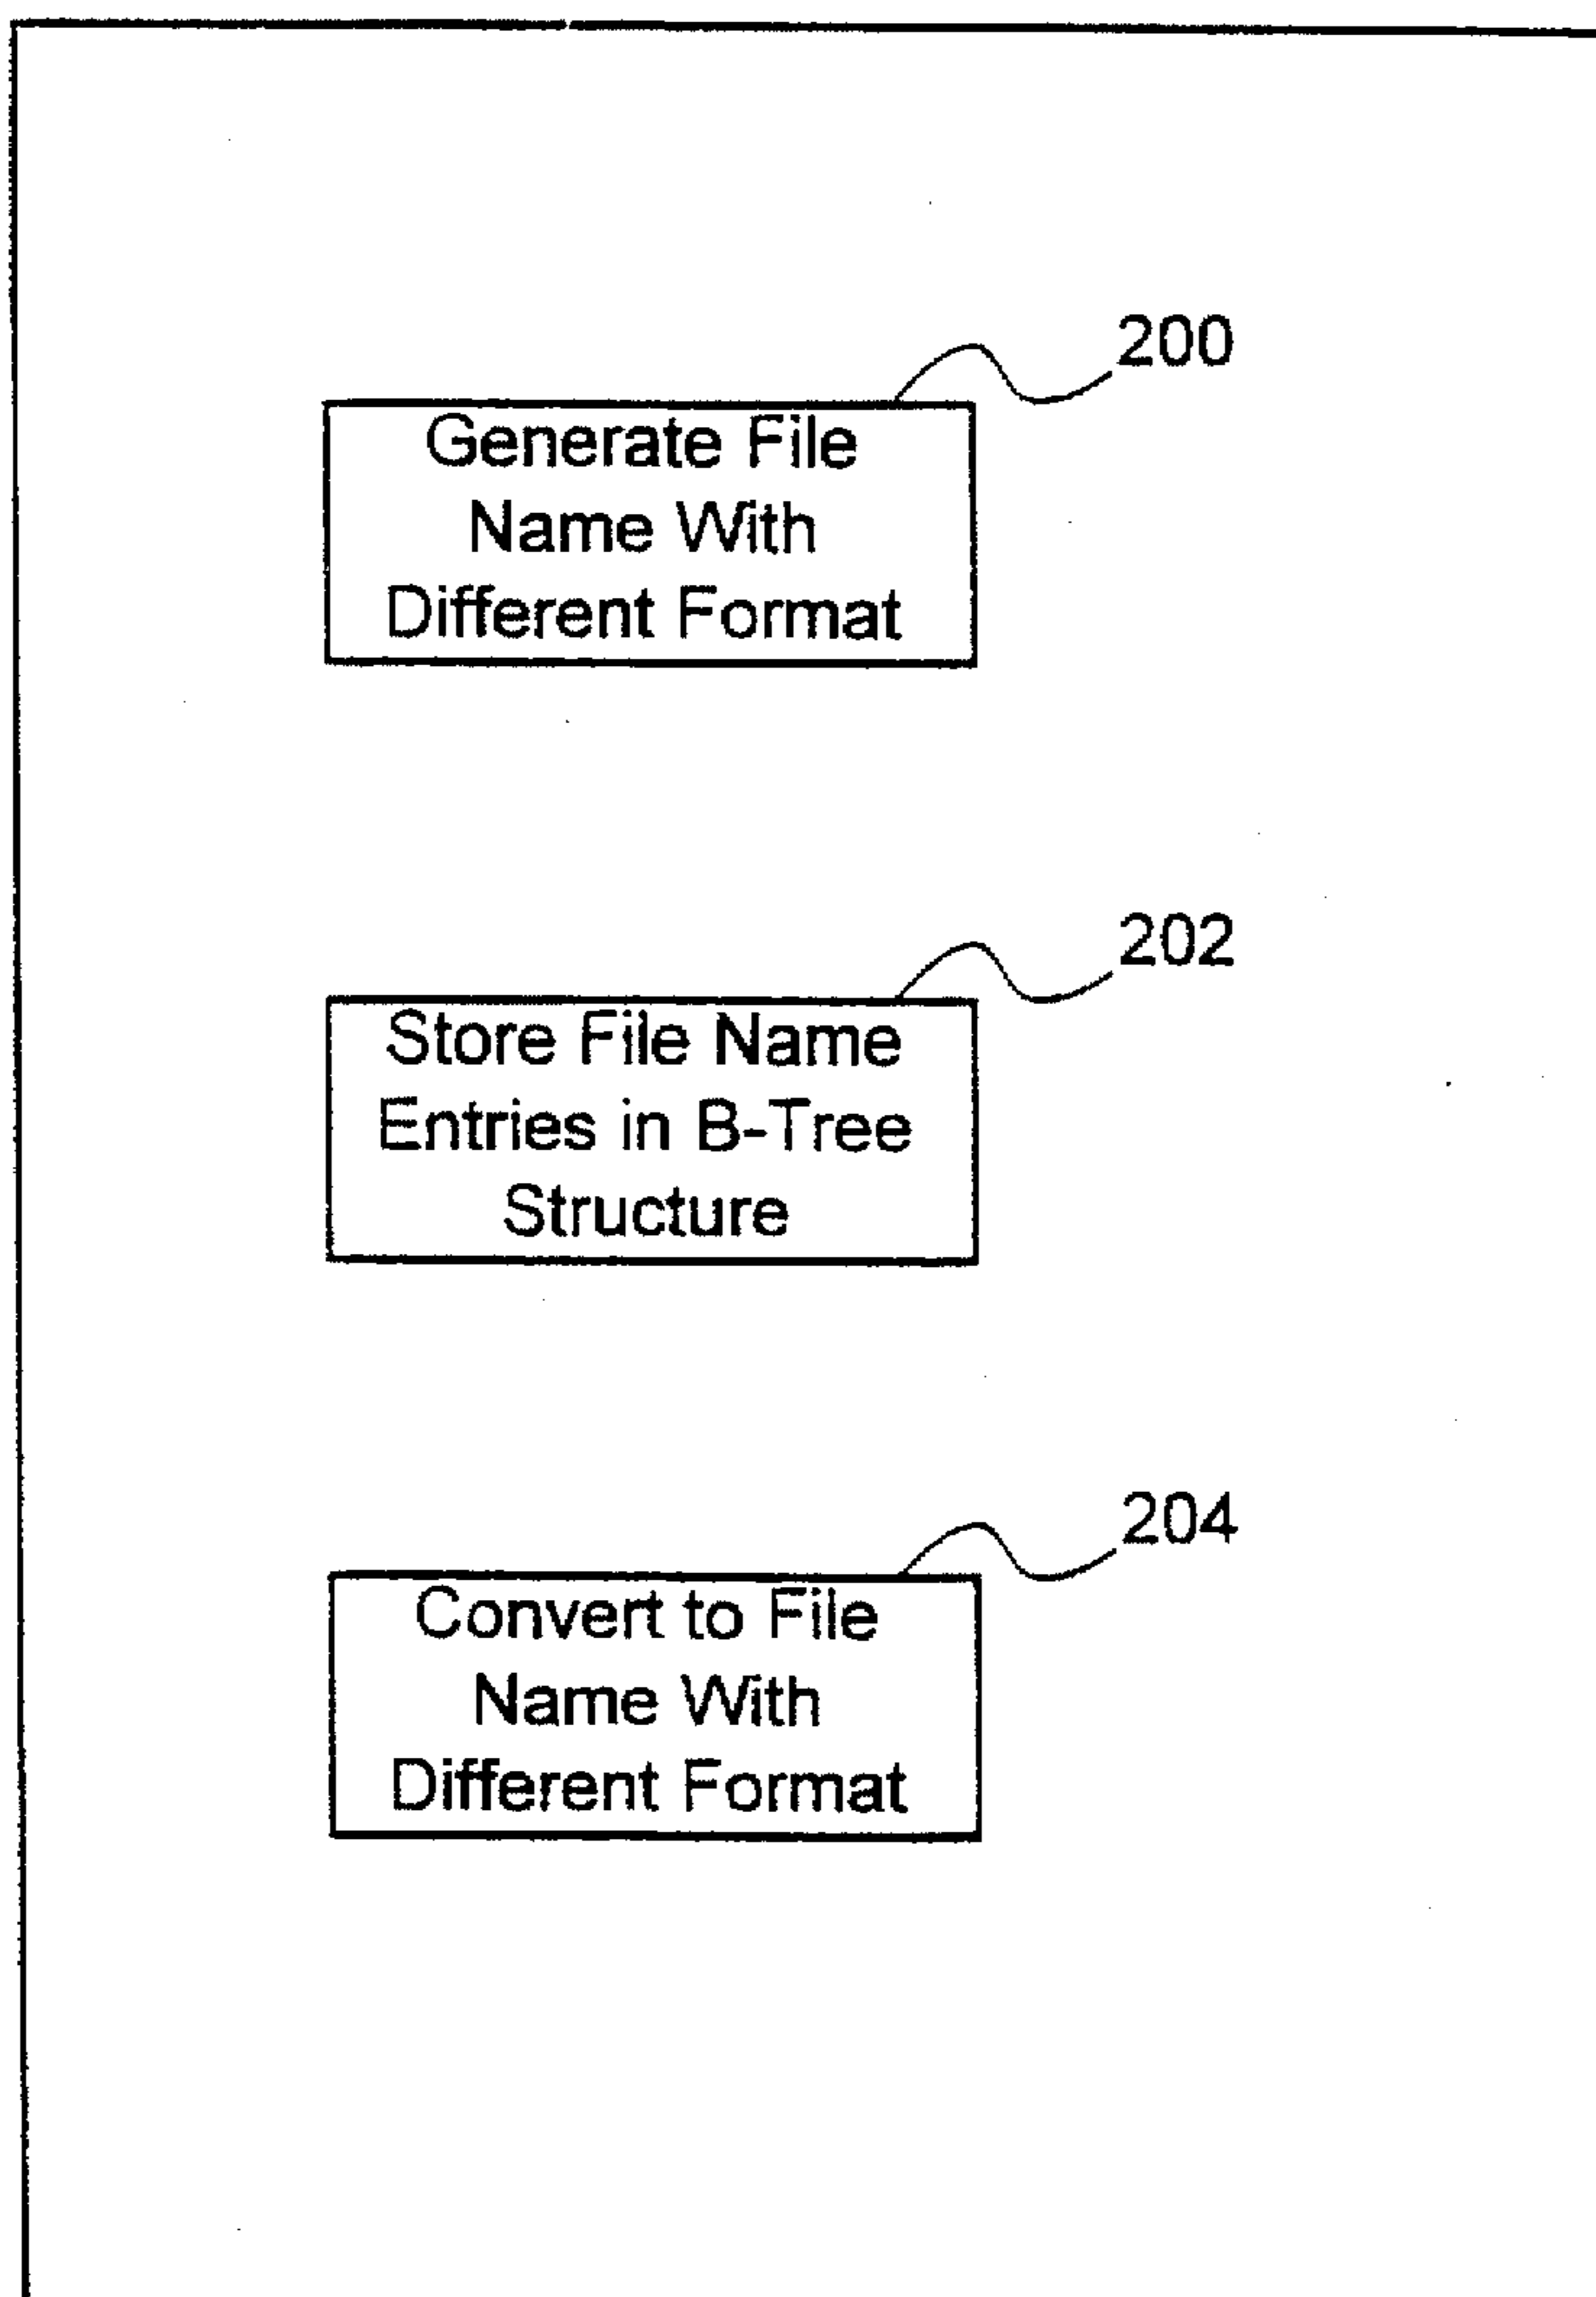 200
Generate File
Name With
Different Format
202
Store File Name
Entries in B-Tree
Structure
204
Convert to File
Name With
Different Format